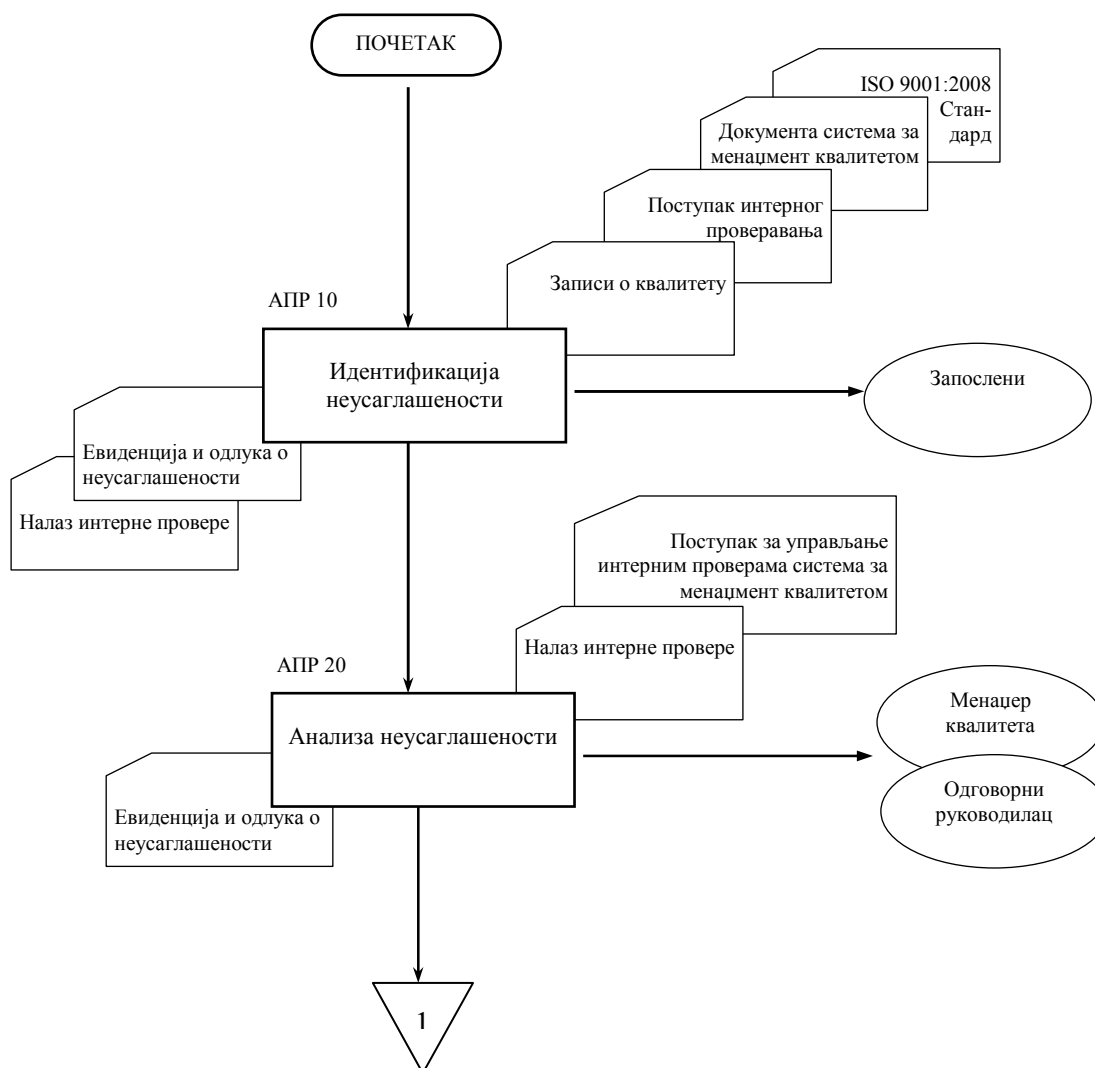 ПОЧЕТАК
ISO 9001:2008
Стан-
дард
Документа система за
менаџмент квалитетом
Поступак интерног
проверавања
Записи о квалитету
АПР 10
Идентификација
неусаглашености
Запослени
Евиденција и одлука о
неусаглашености
Налаз интерне провере
Поступак за управљање
интерним проверама система за
менаџмент квалитетом
Налаз интерне провере
АПР 20
Анализа неусаглашености
Менаџер
квалитета
Одговорни
руководилац
Евиденција и одлука о
неусаглашености
1